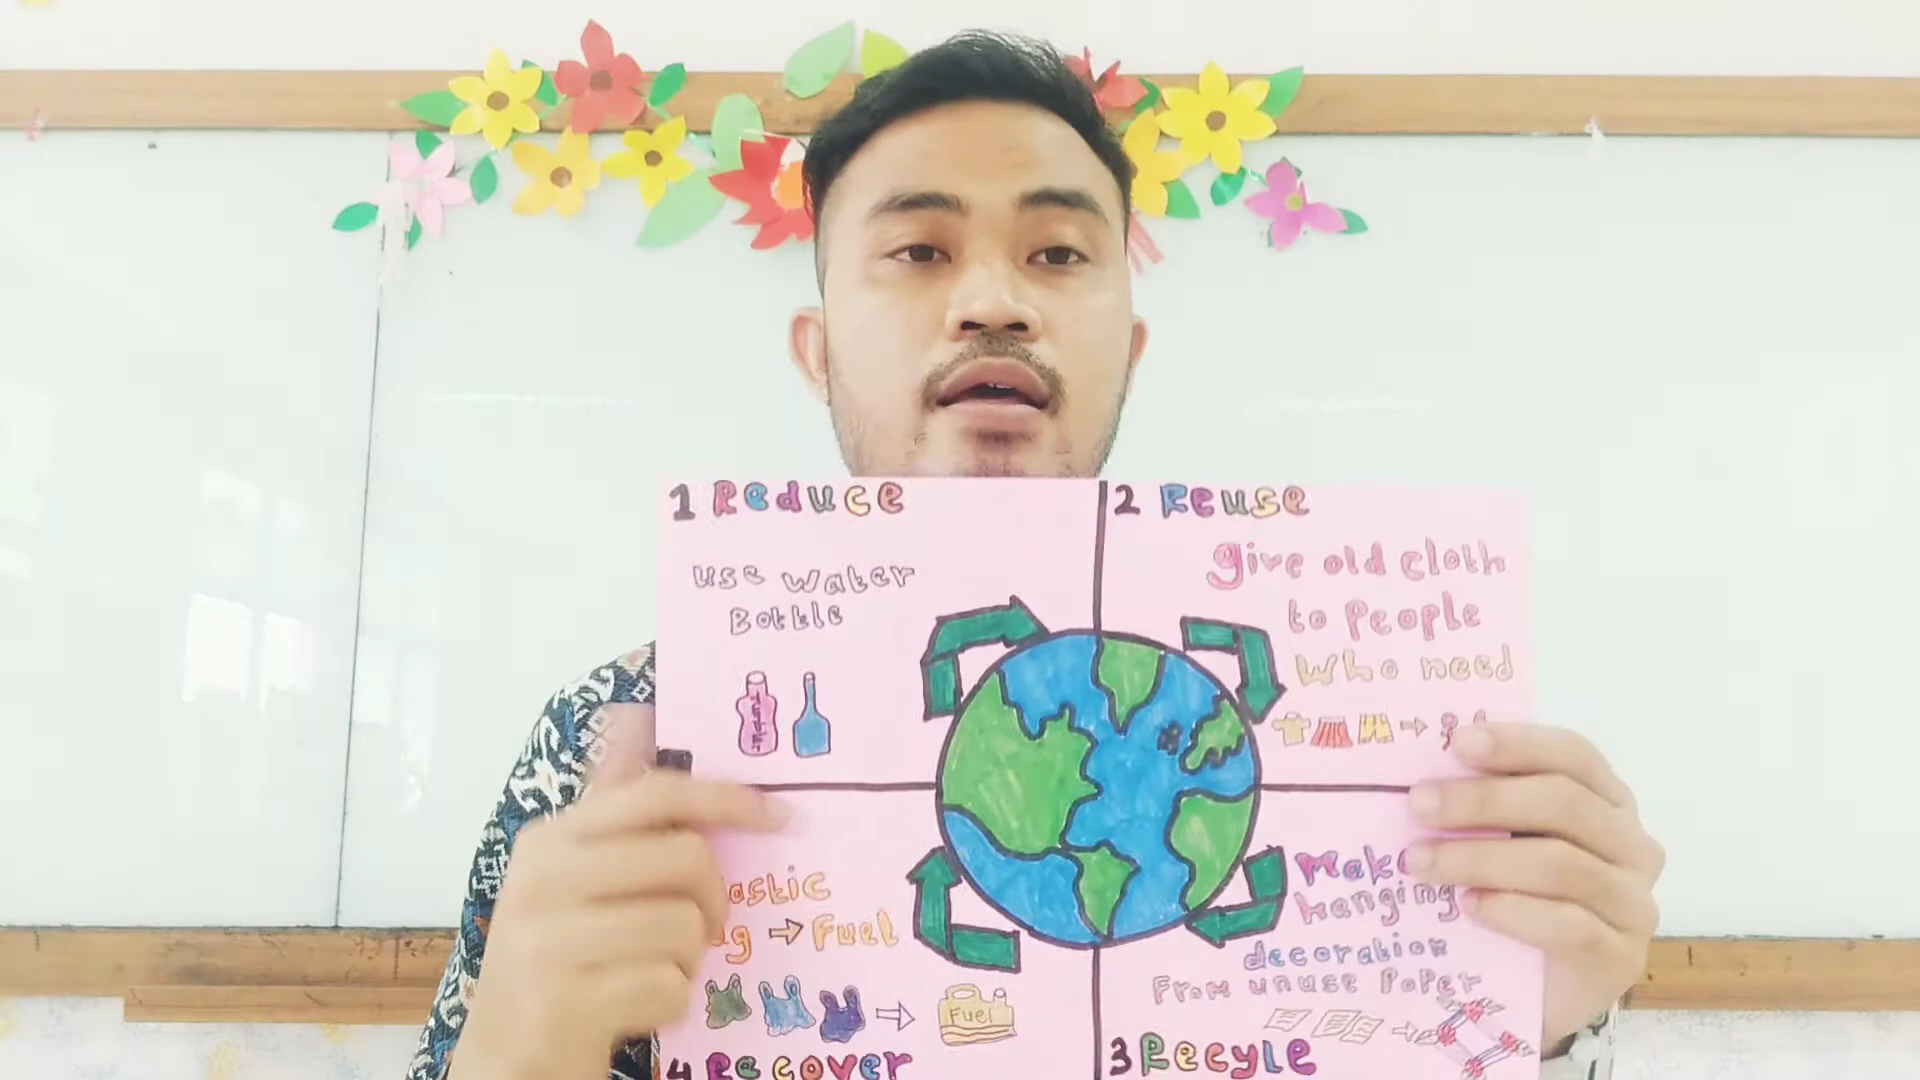 1 Reduce
use water
Bottle
Tumbler
2 Reuse
give old cloth
to People
who need
Make
Hanging
decoration
From unuse PaPer
3 Recyle
Fuel
Fuel
4 Recover